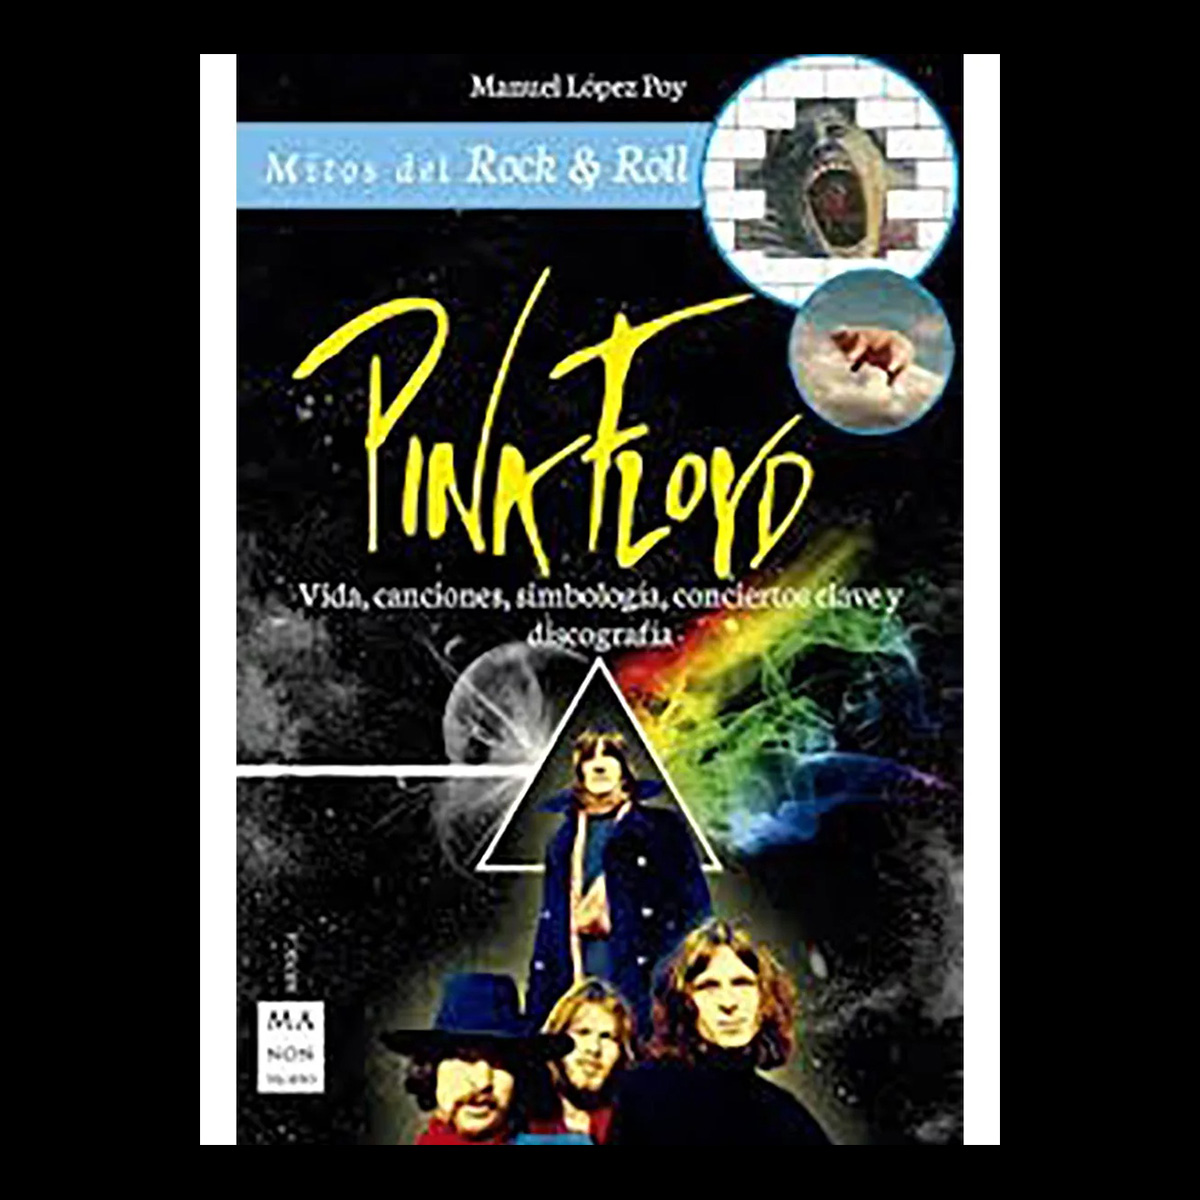 Manuel López Poy
Mitos del Rock & Roll
PINK FLOYD
Vida, canciones, simbología, conciertos clave y
discografía
MA
NON